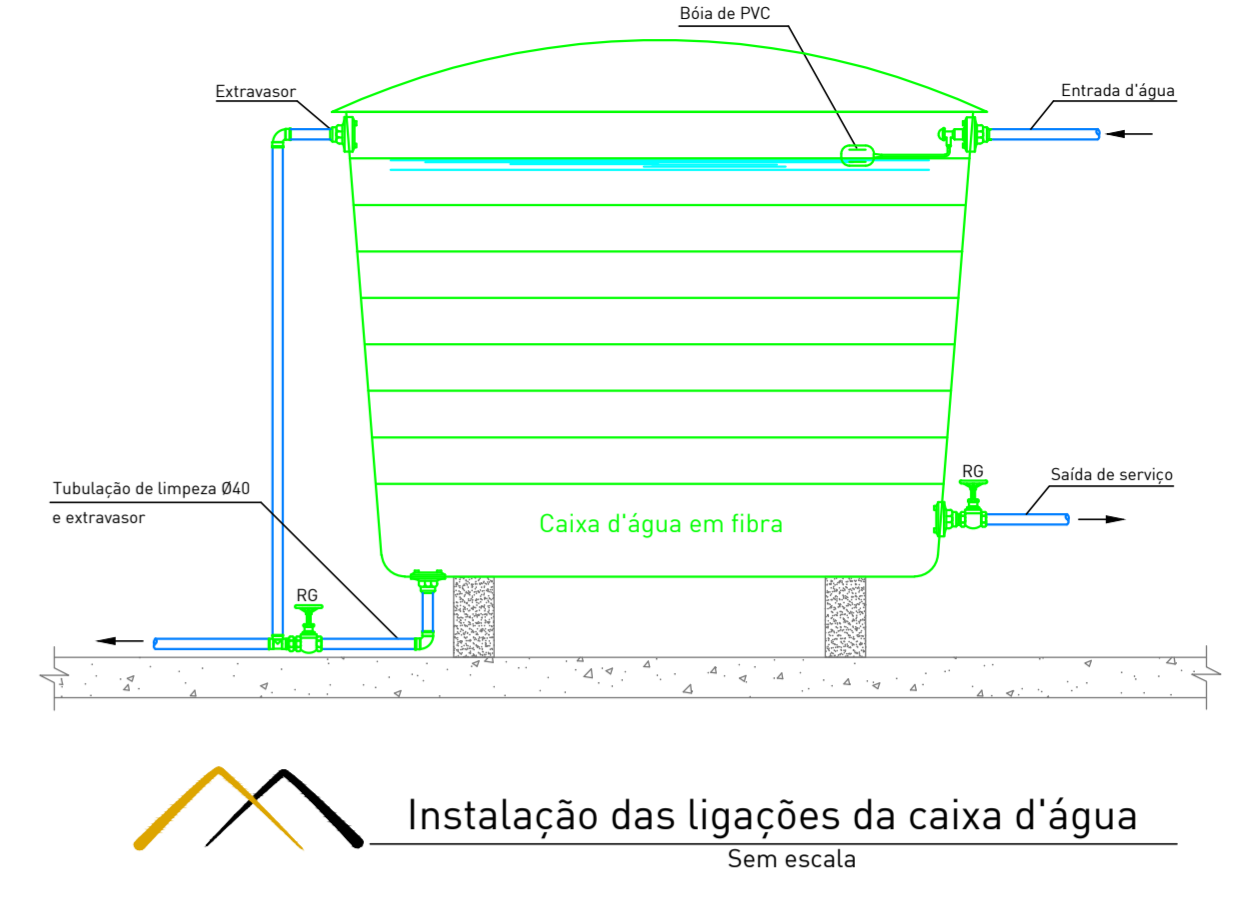 Bóia de PVC
Extravasor
Entrada d'água
RG
Saída de serviço
Tubulação de limpeza Ø40
e extravasor
Caixa d'água em fibra
RG
Instalação das ligações da caixa d'água
Sem escala